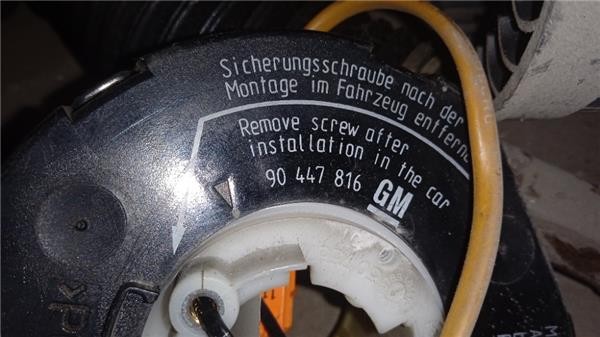 Sicherungsschraube nach der
Montage im Fahrzeug entferne
Remove screw after
installation in the car
90 447 816 GM